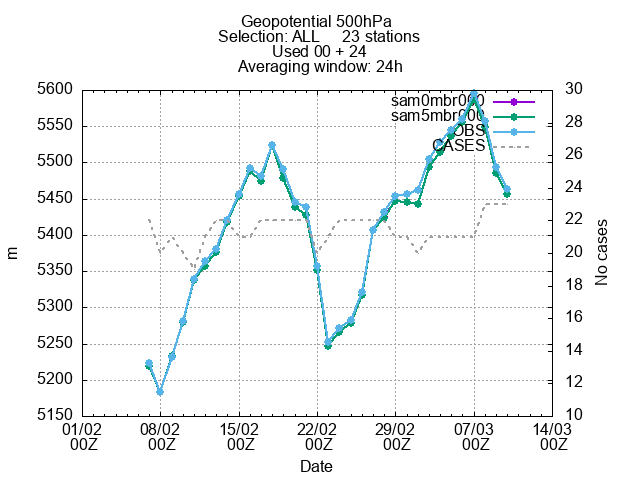 Geopotential 500hPa
Selection: ALL 23 stations
Used 00 + 24
Averaging window: 24h
sam0mbr000
sam5mbr000
OBS
CASES
5600
5550
5500
5450
5400
5350
5300
5250
5200
5150
m
30
28
26
24
22
20
18
16
14
12
10
No cases
01/02 08/02 15/02 22/02 29/02 07/03 14/03
00Z 00Z 00Z 00Z 00Z 00Z 00Z
Date